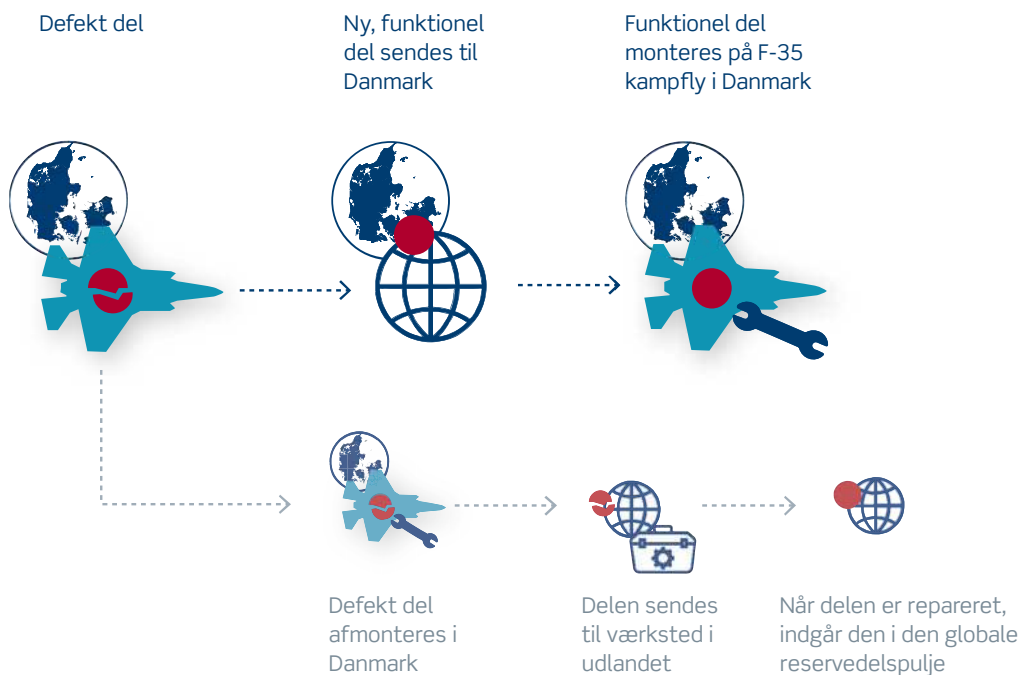 Defekt del
Ny, funktionel
del sendes til
Danmark
Funktionel del
monteres på F-35
kampfly i Danmark
Defekt del
afmonteres i
Danmark
Delen sendes
til værksted i
udlandet
Når delen er repareret,
indgår den i den globale
reservedelspulje